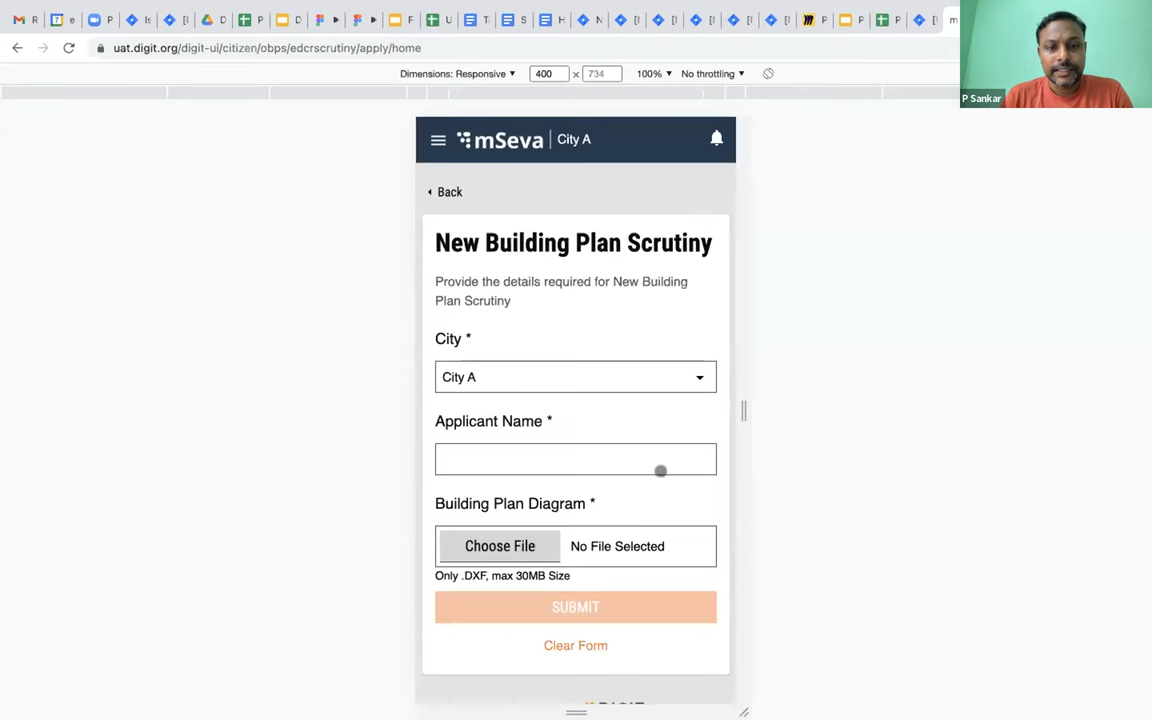 uat.digit.org/digit-ui/citizen/obps/edcrscrutiny/apply/home
Dimensions: Responsive 400 × 734 100% No throttling
P Sankar
mSeva City A
Back
New Building Plan Scrutiny
Provide the details required for New Building
Plan Scrutiny
City *
City A
Applicant Name *
Building Plan Diagram *
Choose File No File Selected
Only .DXF, max 30MB Size
SUBMIT
Clear Form